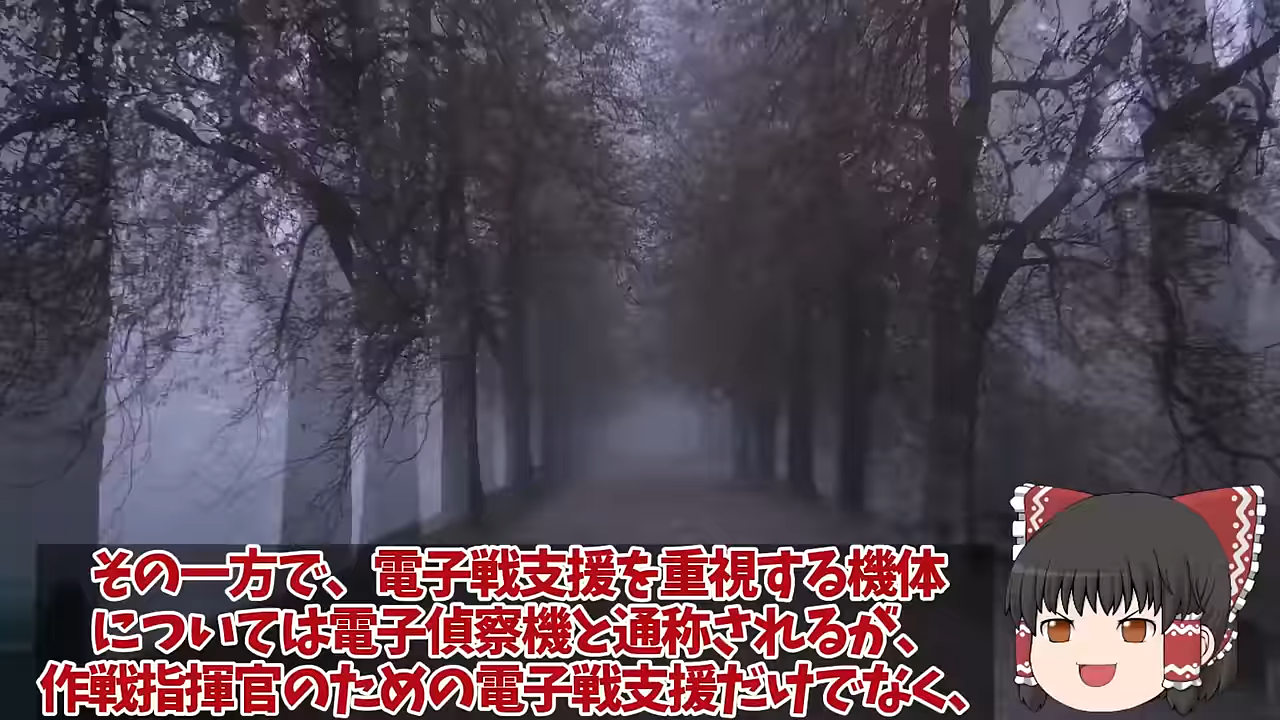 その一方で、電子戦支援を重視する機体
については電子偵察機と通称されるが、
作戦指揮官のための電子戦支援だけでなく、